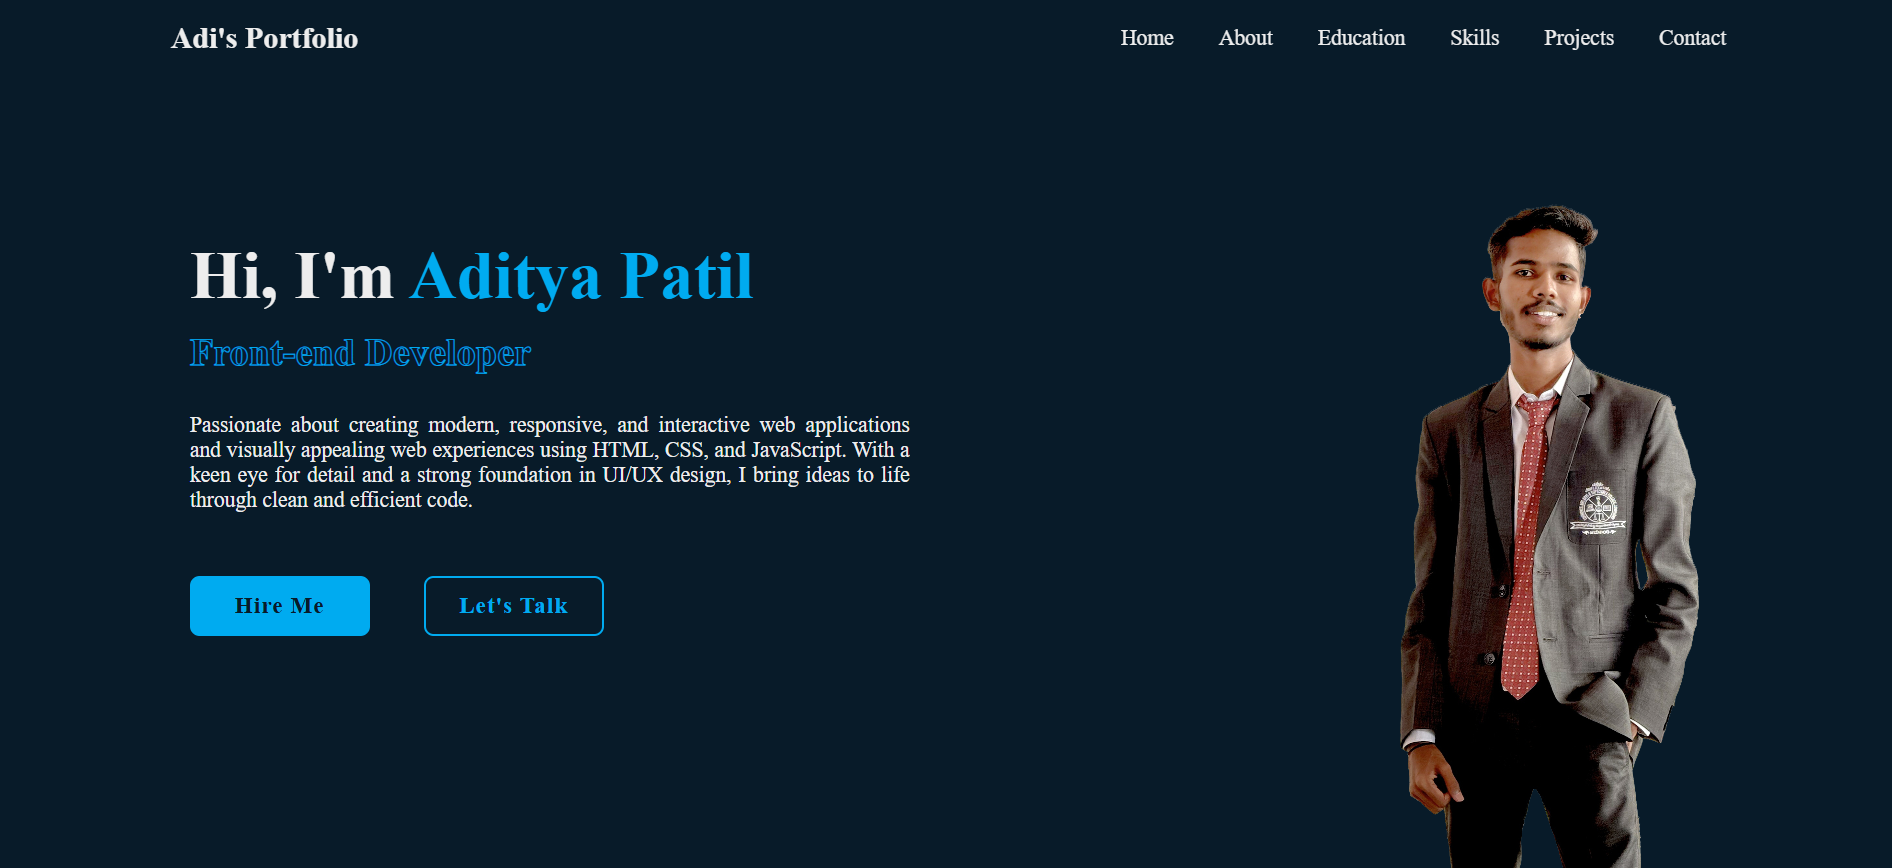 Adi's Portfolio
Home About Education Skills Projects Contact
Hi, I'm Aditya Patil
Front-end Developer
Passionate about creating modern, responsive, and interactive web applications
and visually appealing web experiences using HTML, CSS, and JavaScript. With a
keen eye for detail and a strong foundation in UI/UX design, I bring ideas to life
through clean and efficient code.
Hire Me
Let's Talk